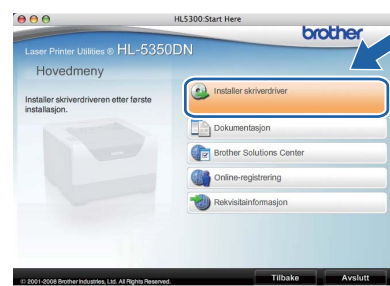 HL5300:Start Here
brother
Laser Printer Utilities ® HL-5350DN
Hovedmeny
Installer skriverdriveren etter første
installasjon.
Installer skriverdriver
Dokumentasjon
Brother Solutions Center
Online-registrering
Rekvisitainformasjon
© 2001-2008 Brother Industries, Ltd. All Rights Reserved.
Tilbake
Avslutt